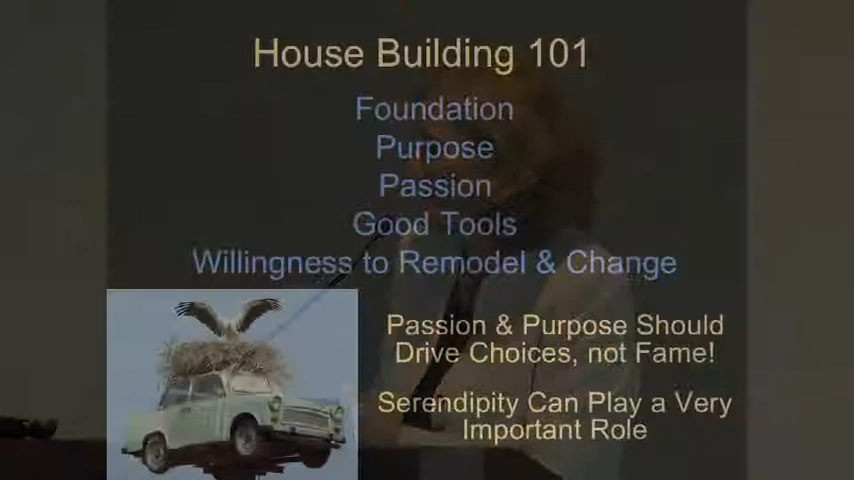 House Building 101
Foundation
Purpose
Passion
Good Tools
Willingness to Remodel & Change
Passion & Purpose Should
Drive Choices, not Fame!
Serendipity Can Play a Very
Important Role